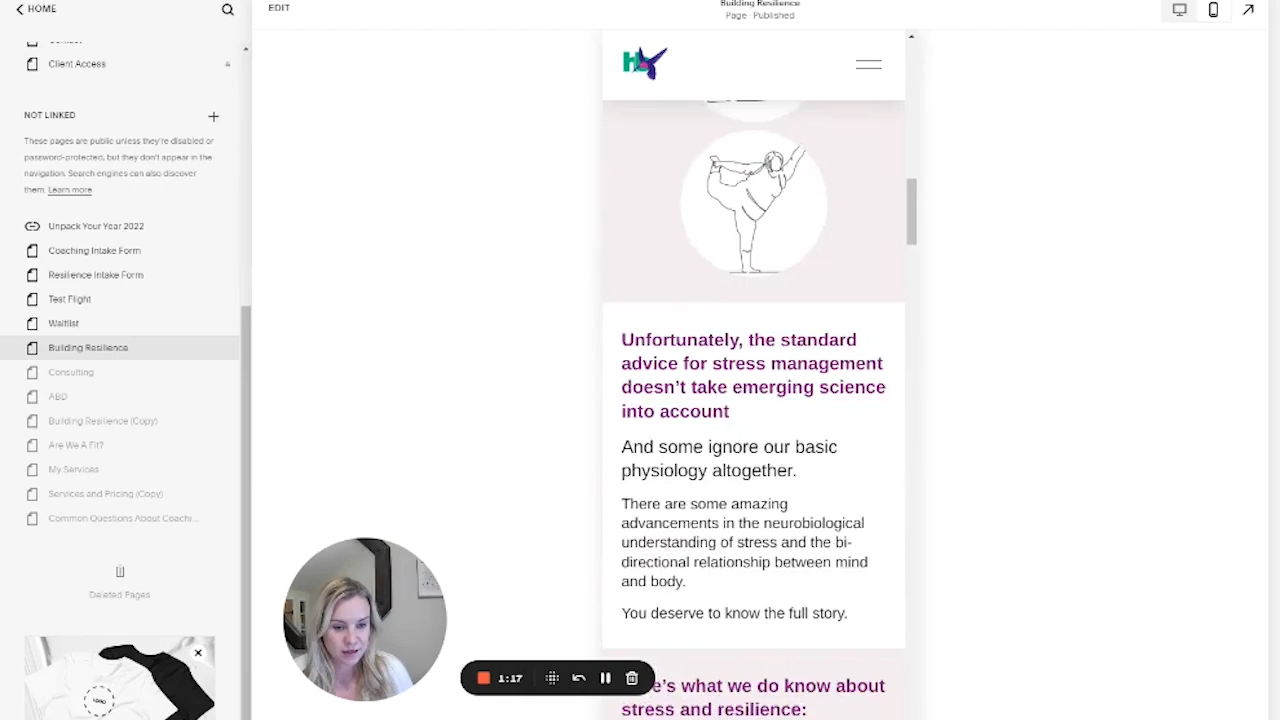 HOME
EDIT
Building Resilience
Page · Published
Client Access
NOT LINKED
These pages are public unless they're disabled or
password-protected, but they don't appear in the
navigation. Search engines can also discover
them. Learn more
Unpack Your Year 2022
Coaching Intake Form
Resilience Intake Form
Test Flight
Waitlist
Building Resilience
Consulting
ABD
Building Resilience (Copy)
Are We A Fit?
My Services
Services and Pricing (Copy)
Common Questions About Coachi...
Deleted Pages
Unfortunately, the standard
advice for stress management
doesn't take emerging science
into account
And some ignore our basic
physiology altogether.
There are some amazing
advancements in the neurobiological
understanding of stress and the bi-
directional relationship between mind
and body.
You deserve to know the full story.
e's what we do know about
stress and resilience:
1:17